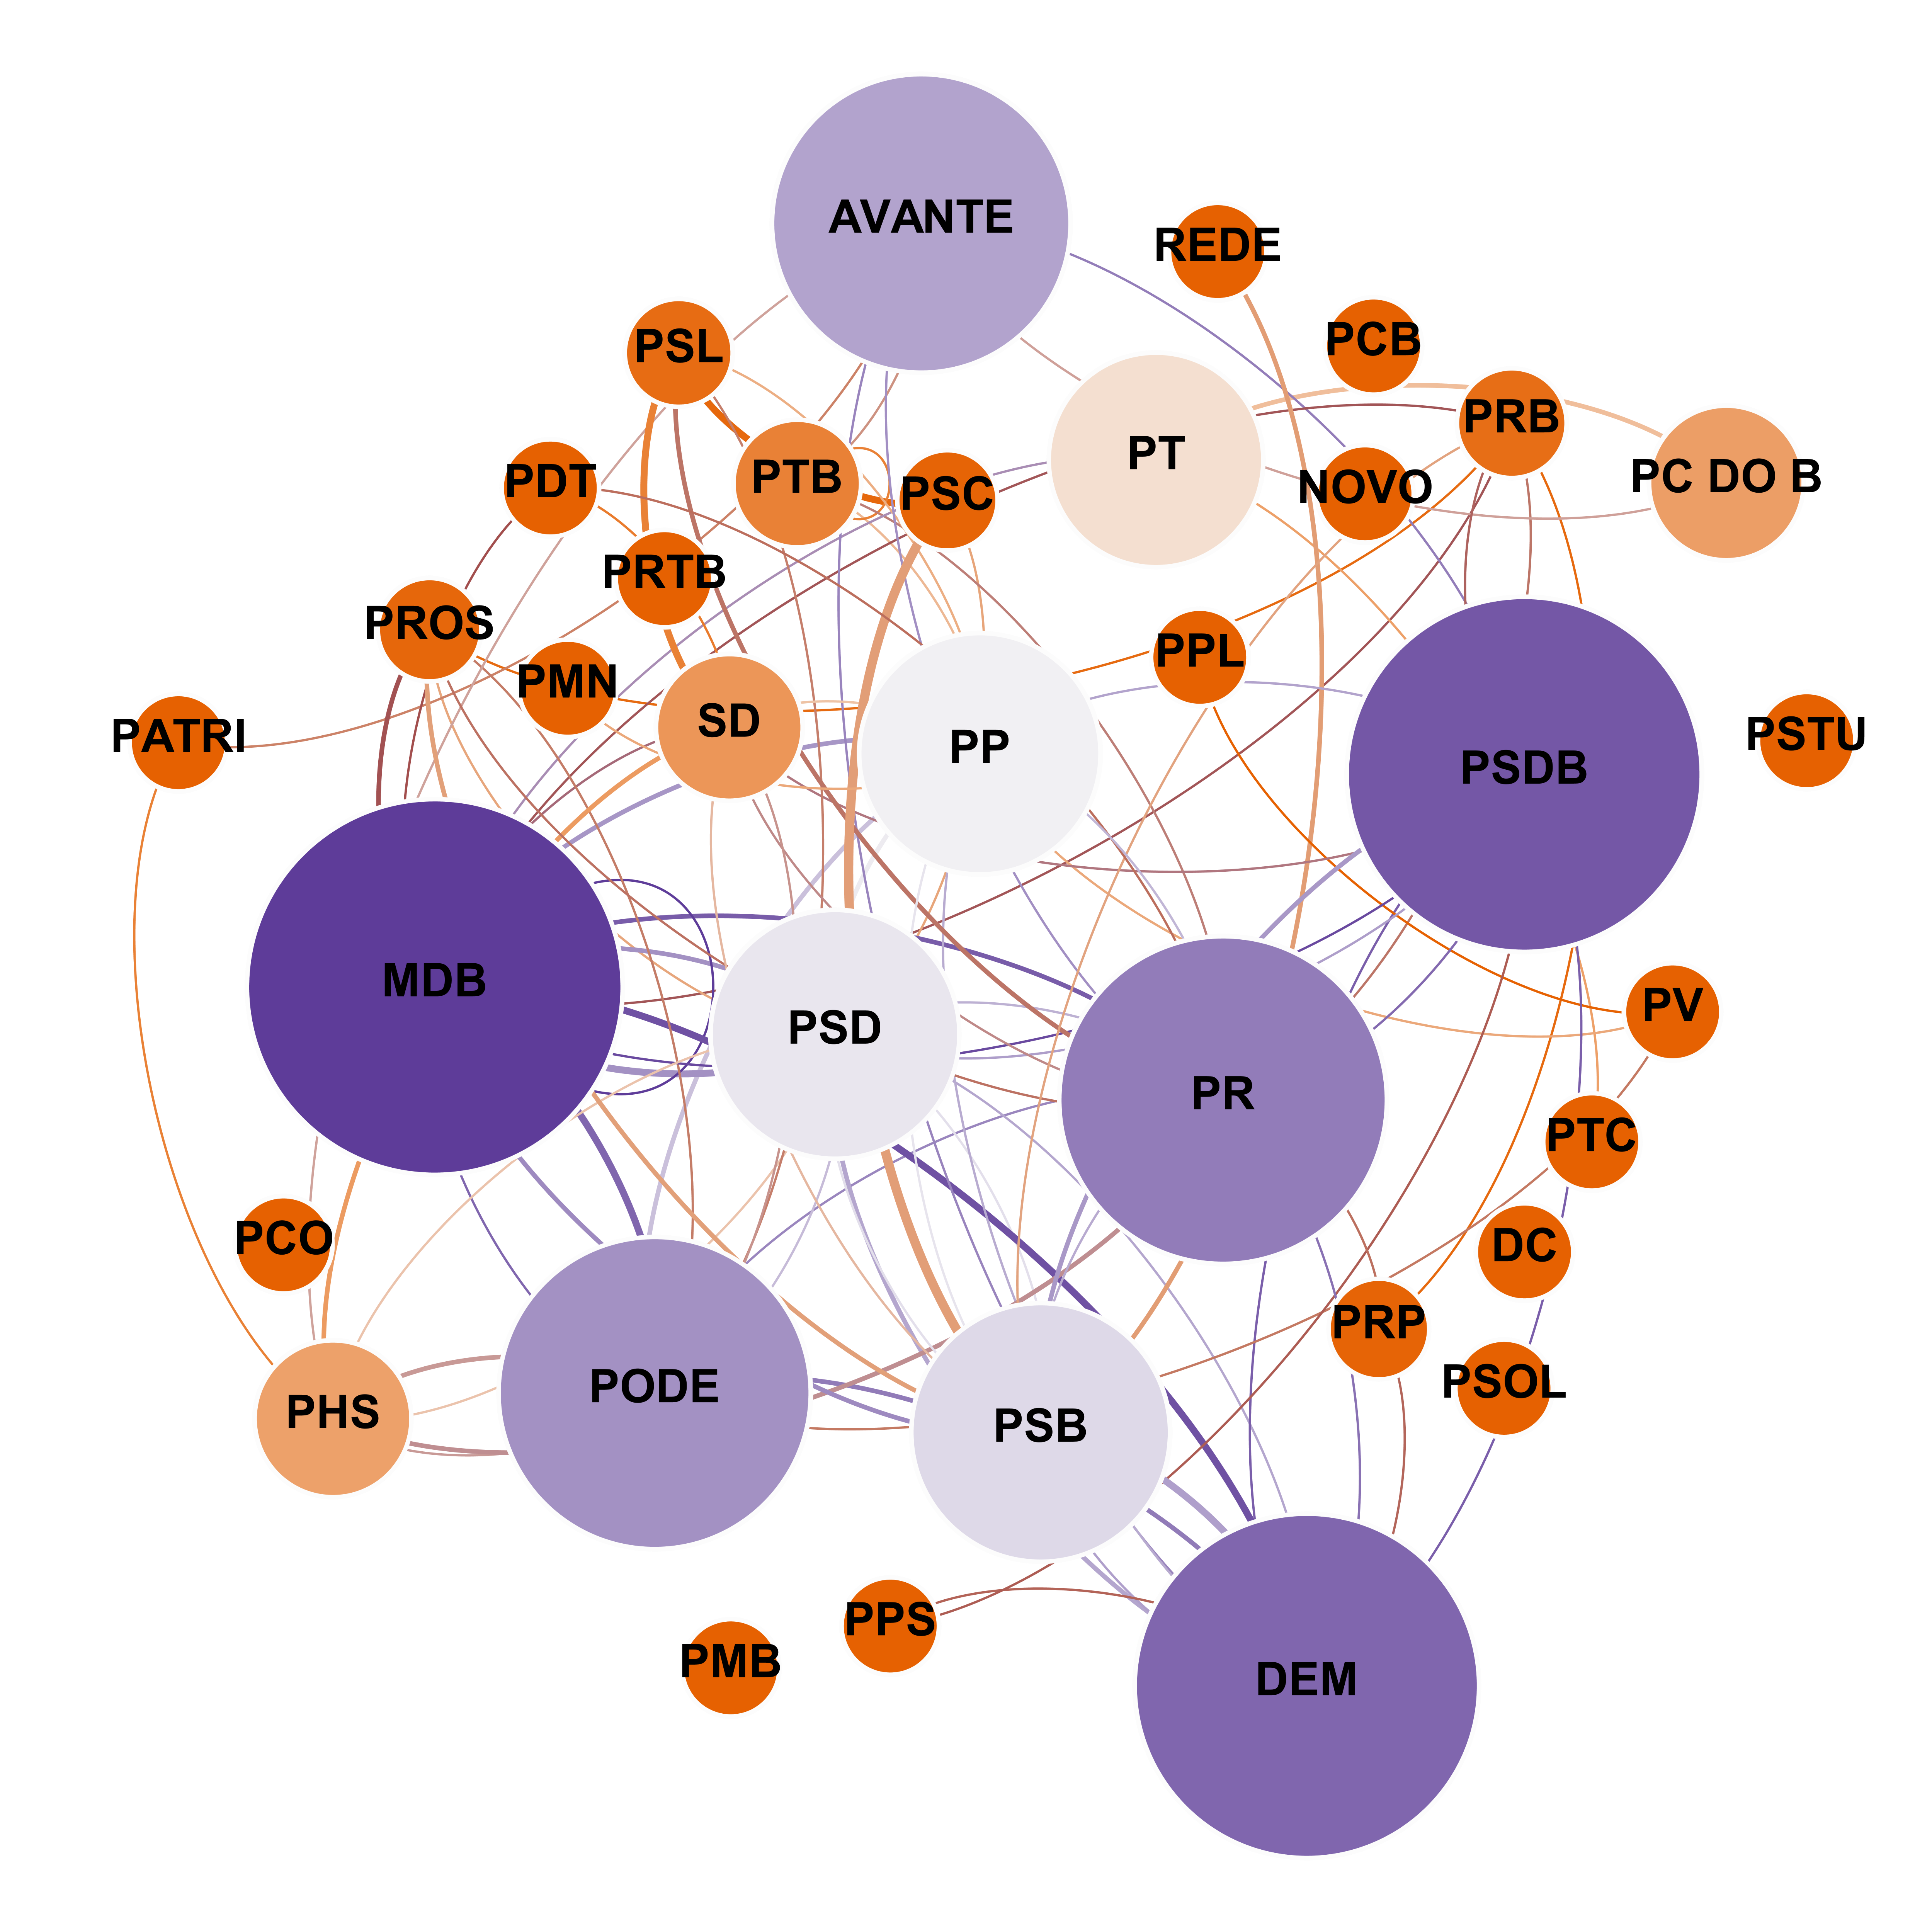 AVANTE
REDE
PCB
PSL
PRB
PT
PTB
PC DO B
PDT
PSC
NOVO
PRTB
PROS
PPL
PMN
SD
PATRI
PP
PSTU
PSDB
MDB
PV
PSD
PR
PTC
PCO
DC
PRP
PODE
PSOL
PHS
PSB
PPS
PMB
DEM